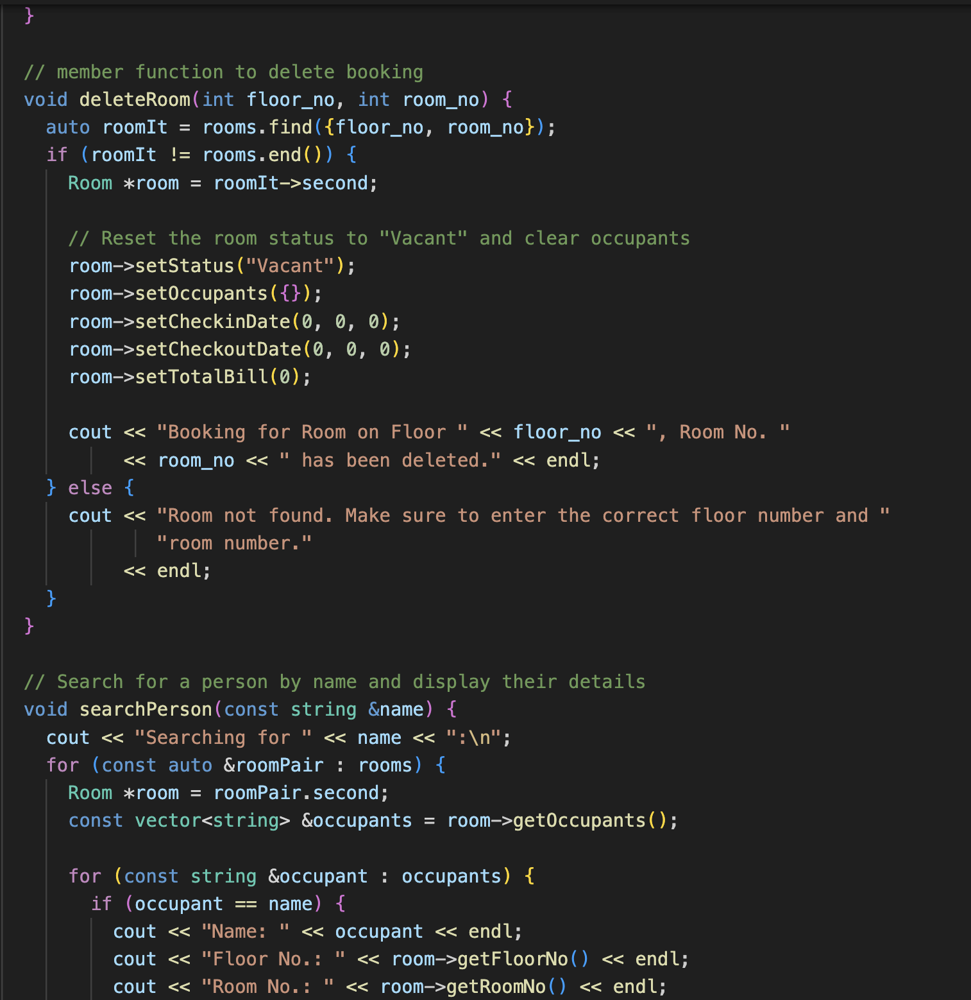 }
// member function to delete booking
void deleteRoom(int floor_no, int room_no) {
auto roomIt = rooms.find({floor_no, room_no});
if (roomIt != rooms.end()) {
Room *room = roomIt->second;
// Reset the room status to "Vacant" and clear occupants
room->setStatus("Vacant");
room->setOccupants({});
room->setCheckinDate(0, 0, 0);
room->setCheckoutDate(0, 0, 0);
room->setTotalBill(0);
cout << "Booking for Room on Floor " << floor_no << ", Room No. "
<< room_no << " has been deleted." << endl;
} else {
cout << "Room not found. Make sure to enter the correct floor number and "
"room number."
<< endl;
}
}
// Search for a person by name and display their details
void searchPerson(const string &name) {
cout << "Searching for " << name << ":\n";
for (const auto &roomPair : rooms) {
Room *room = roomPair.second;
const vector<string> &occupants = room->getOccupants();
for (const string &occupant : occupants) {
if (occupant == name) {
cout << "Name: " << occupant << endl;
cout << "Floor No.: " << room->getFloorNo() << endl;
cout << "Room No.: " << room->getRoomNo() << endl;